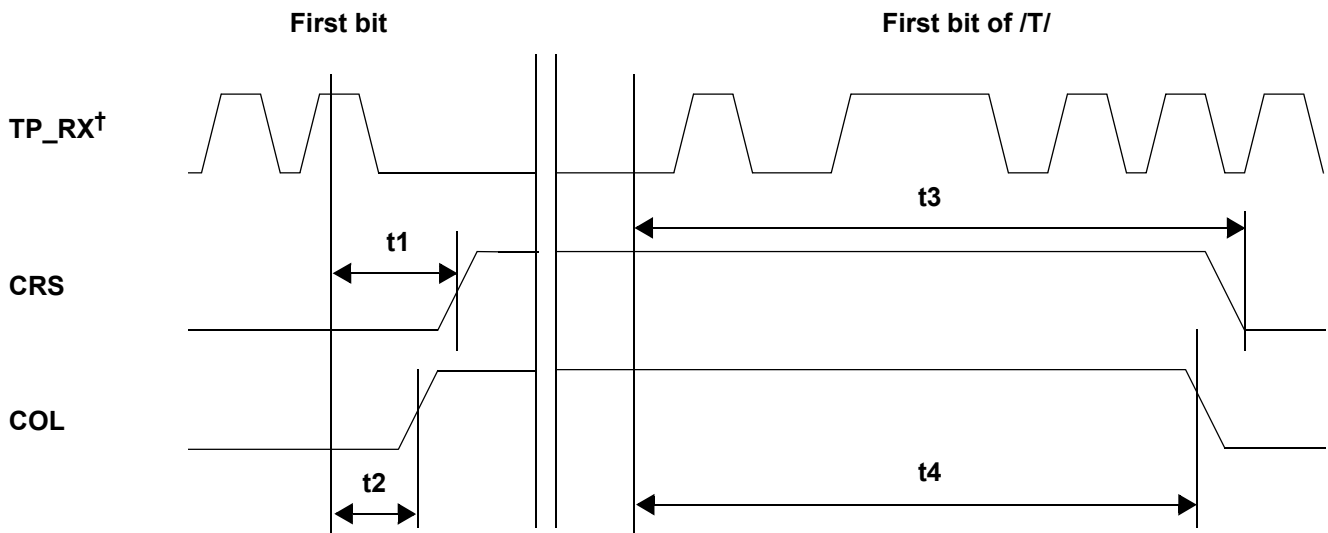 First bit
First bit of /T/
TP_RX†
t3
t1
CRS
COL
t2
t4